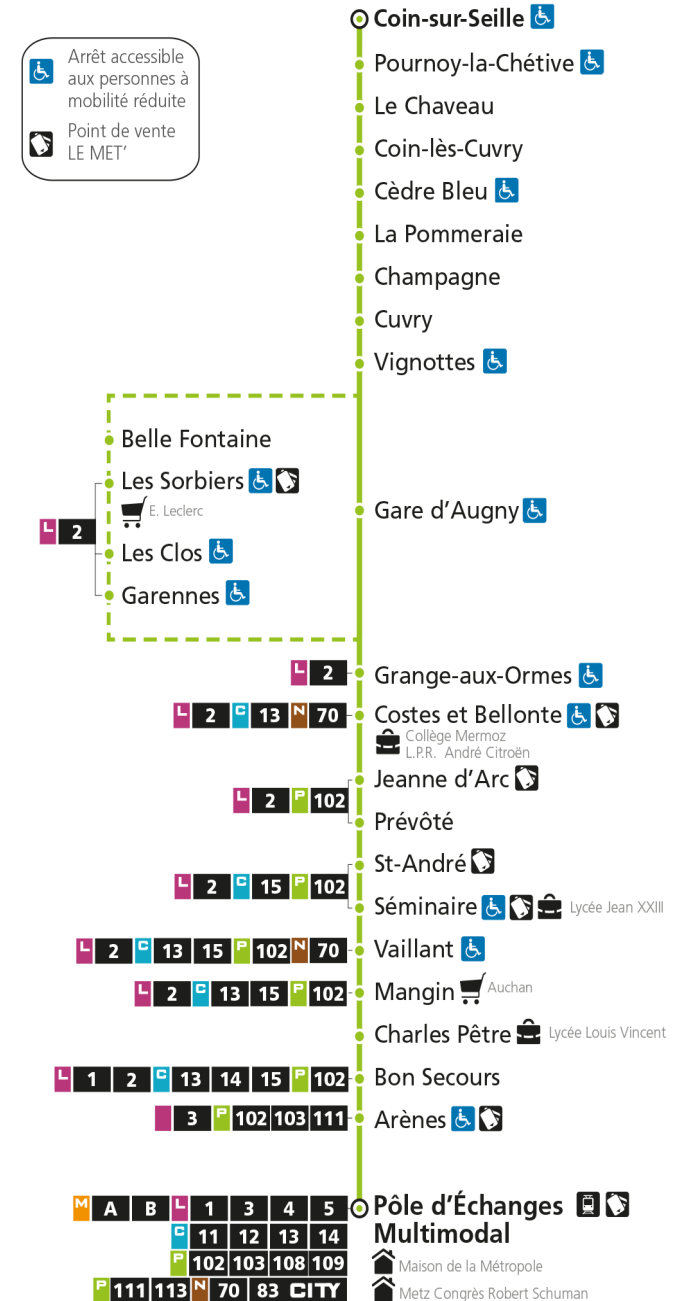 Coin-sur-Seille
Arrêt accessible
aux personnes à
mobilité réduite
Point de vente
LE MET'
Pournoy-la-Chétive
Le Chaveau
Coin-lès-Cuvry
Cèdre Bleu
La Pommeraie
Champagne
Cuvry
Vignottes
Belle Fontaine
Les Sorbiers
E. Leclerc
L 2
Les Clos
Garennes
Gare d'Augny
L 2 Grange-aux-Ormes
L 2 C 13 N 70 Costes et Bellonte
Collège Mermoz
L.P.R. André Citroën
Jeanne d'Arc
L 2 P 102
Prévôté
St-André
L 2 C 15 P 102
Séminaire Lycée Jean XXIII
L 2 C 13 15 P 102 N 70 Vaillant
L 2 C 13 15 P 102 Mangin Auchan
Charles Pêtre Lycée Louis Vincent
L 1 2 C 13 14 15 P 102 Bon Secours
3 P 102 103 111 Arènes
M A B L 1 3 4 5 Pôle d'Échanges
C 11 12 13 14 Multimodal
P 102 103 108 109 Maison de la Métropole
P 111 113 N 70 83 CITY Metz Congrès Robert Schuman